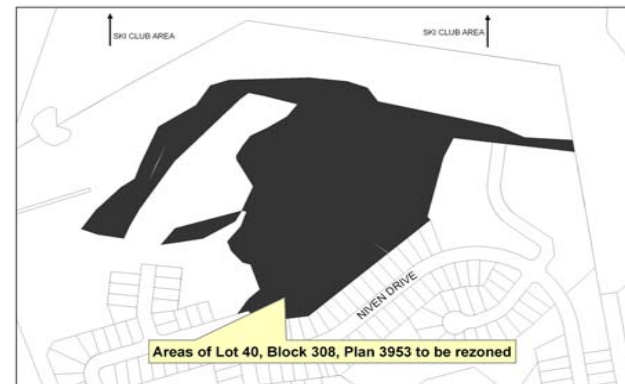 SKI CLUB AREA
SKI CLUB AREA
NIVEN DRIVE
Areas of Lot 40, Block 308, Plan 3953 to be rezoned